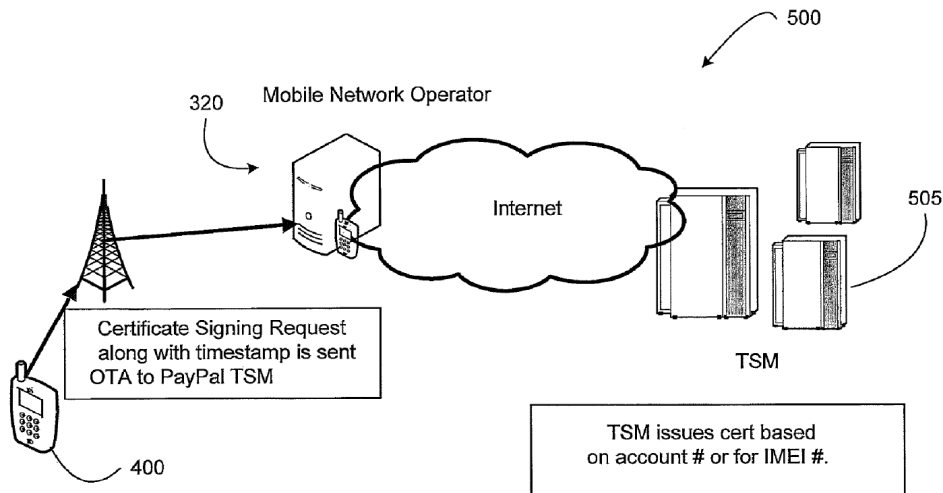 500
Mobile Network Operator
320
Internet
505
Certificate Signing Request
along with timestamp is sent
OTA to PayPal TSM
TSM
400
TSM issues cert based
on account # or for IMEI #.